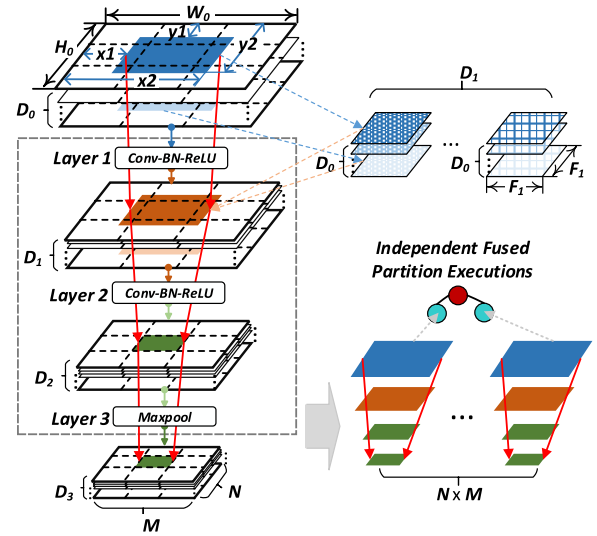 W0
H0
y1
y2
x1
x2
D0
D1
D0
...
D0
F1
F1
Layer 1
Conv-BN-ReLU
D1
Layer 2
Conv-BN-ReLU
D2
Layer 3
Maxpool
D3
N
M
Independent Fused
Partition Executions
...
N x M